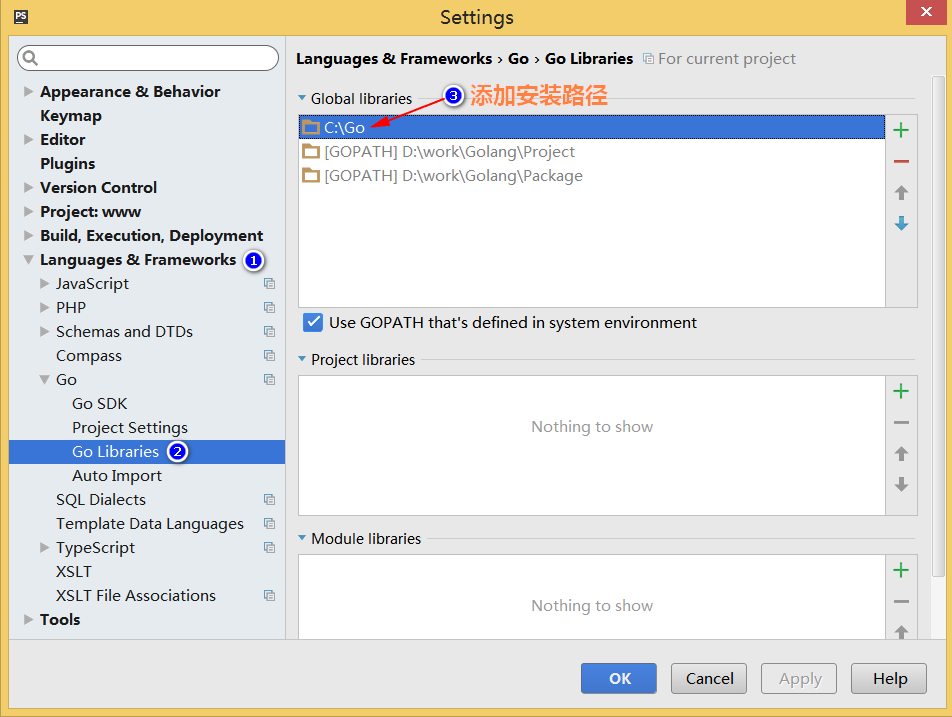 PS
Settings
Appearance & Behavior
Keymap
Editor
Plugins
Version Control
Project: www
Build, Execution, Deployment
Languages & Frameworks 1
JavaScript
PHP
Schemas and DTDs
Compass
Go
Go SDK
Project Settings
Go Libraries 2
Auto Import
SQL Dialects
Template Data Languages
TypeScript
XSLT
XSLT File Associations
Tools
Languages & Frameworks › Go › Go Libraries For current project
Global libraries 3 添加安装路径
C:\Go
[GOPATH] D:\work\Golang\Project
[GOPATH] D:\work\Golang\Package
Use GOPATH that's defined in system environment
Project libraries
Nothing to show
Module libraries
Nothing to show
OK Cancel Apply Help